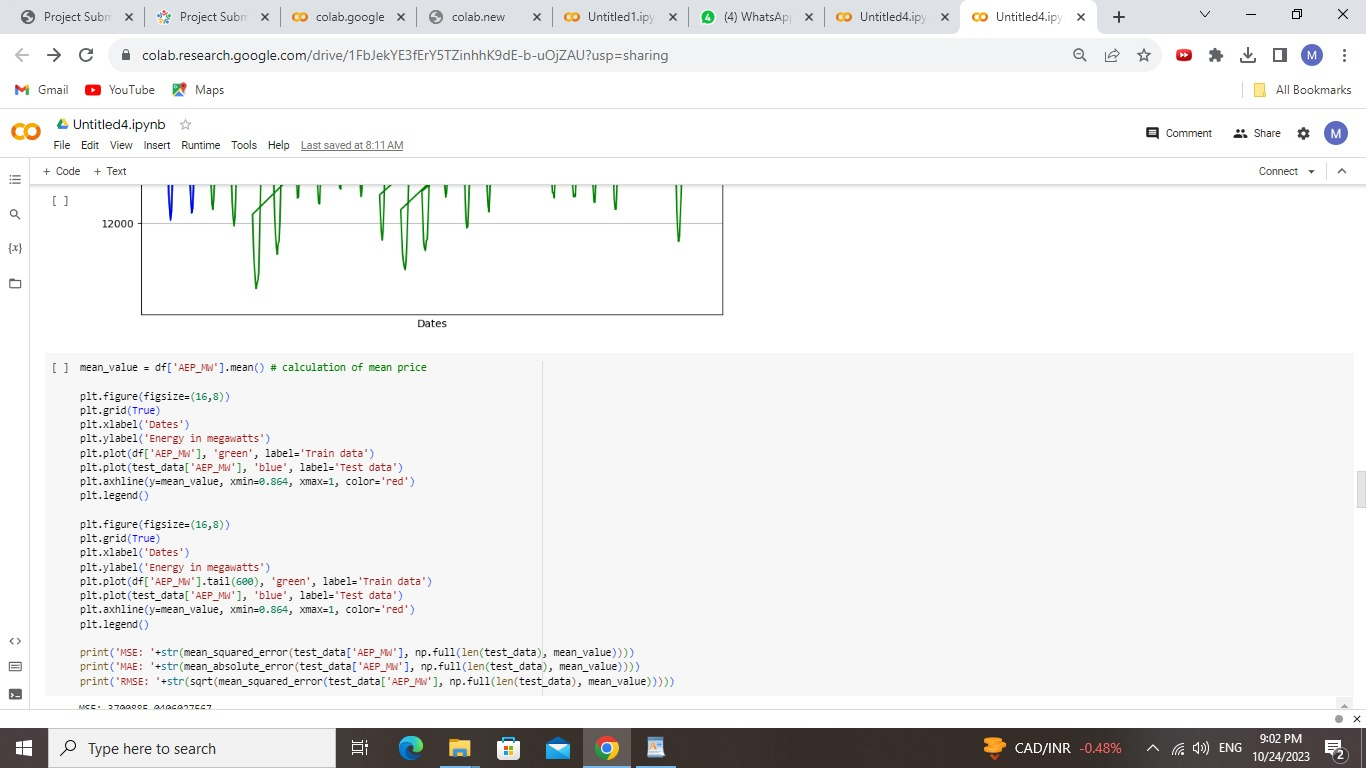 Project Subm
Project Subm
colab.google
colab.new
Untitled1.ipy
(4) WhatsAp
Untitled4.ipy
Untitled4.ipy
colab.research.google.com/drive/1FbJekYE3fErY5TZinhhK9dE-b-uOjZAU?usp=sharing
M
Gmail
YouTube
Maps
All Bookmarks
Untitled4.ipynb
File Edit View Insert Runtime Tools Help Last saved at 8:11 AM
Comment
Share
M
+ Code + Text
Connect
[ ]
12000
Dates
[ ] mean_value = df['AEP_MW'].mean() # calculation of mean price
plt.figure(figsize=(16,8))
plt.grid(True)
plt.xlabel('Dates')
plt.ylabel('Energy in megawatts')
plt.plot(df['AEP_MW'], 'green', label='Train data')
plt.plot(test_data['AEP_MW'], 'blue', label='Test data')
plt.axhline(y=mean_value, xmin=0.864, xmax=1, color='red')
plt.legend()
plt.figure(figsize=(16,8))
plt.grid(True)
plt.xlabel('Dates')
plt.ylabel('Energy in megawatts')
plt.plot(df['AEP_MW'].tail(600), 'green', label='Train data')
plt.plot(test_data['AEP_MW'], 'blue', label='Test data')
plt.axhline(y=mean_value, xmin=0.864, xmax=1, color='red')
plt.legend()
print('MSE: '+str(mean_squared_error(test_data['AEP_MW'], np.full(len(test_data), mean_value))))
print('MAE: '+str(mean_absolute_error(test_data['AEP_MW'], np.full(len(test_data), mean_value))))
print('RMSE: '+str(sqrt(mean_squared_error(test_data['AEP_MW'], np.full(len(test_data), mean_value)))))
MSE:
Type here to search
CAD/INR -0.48%
ENG
9:02 PM
10/24/2023
2